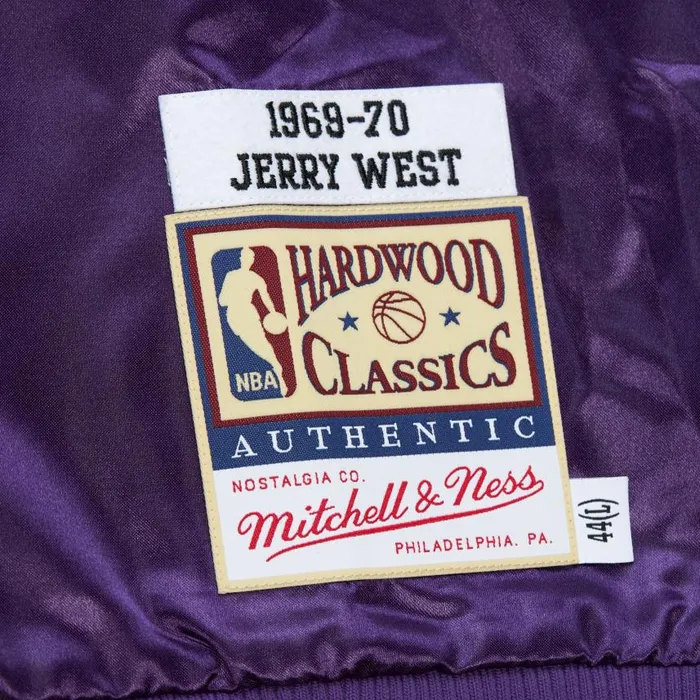 1969-70
JERRY WEST
HARDWOOD
CLASSICS
NBA
AUTHENTIC
NOSTALGIA CO.
Mitchell & Ness
PHILADELPHIA. PA.
44(L)